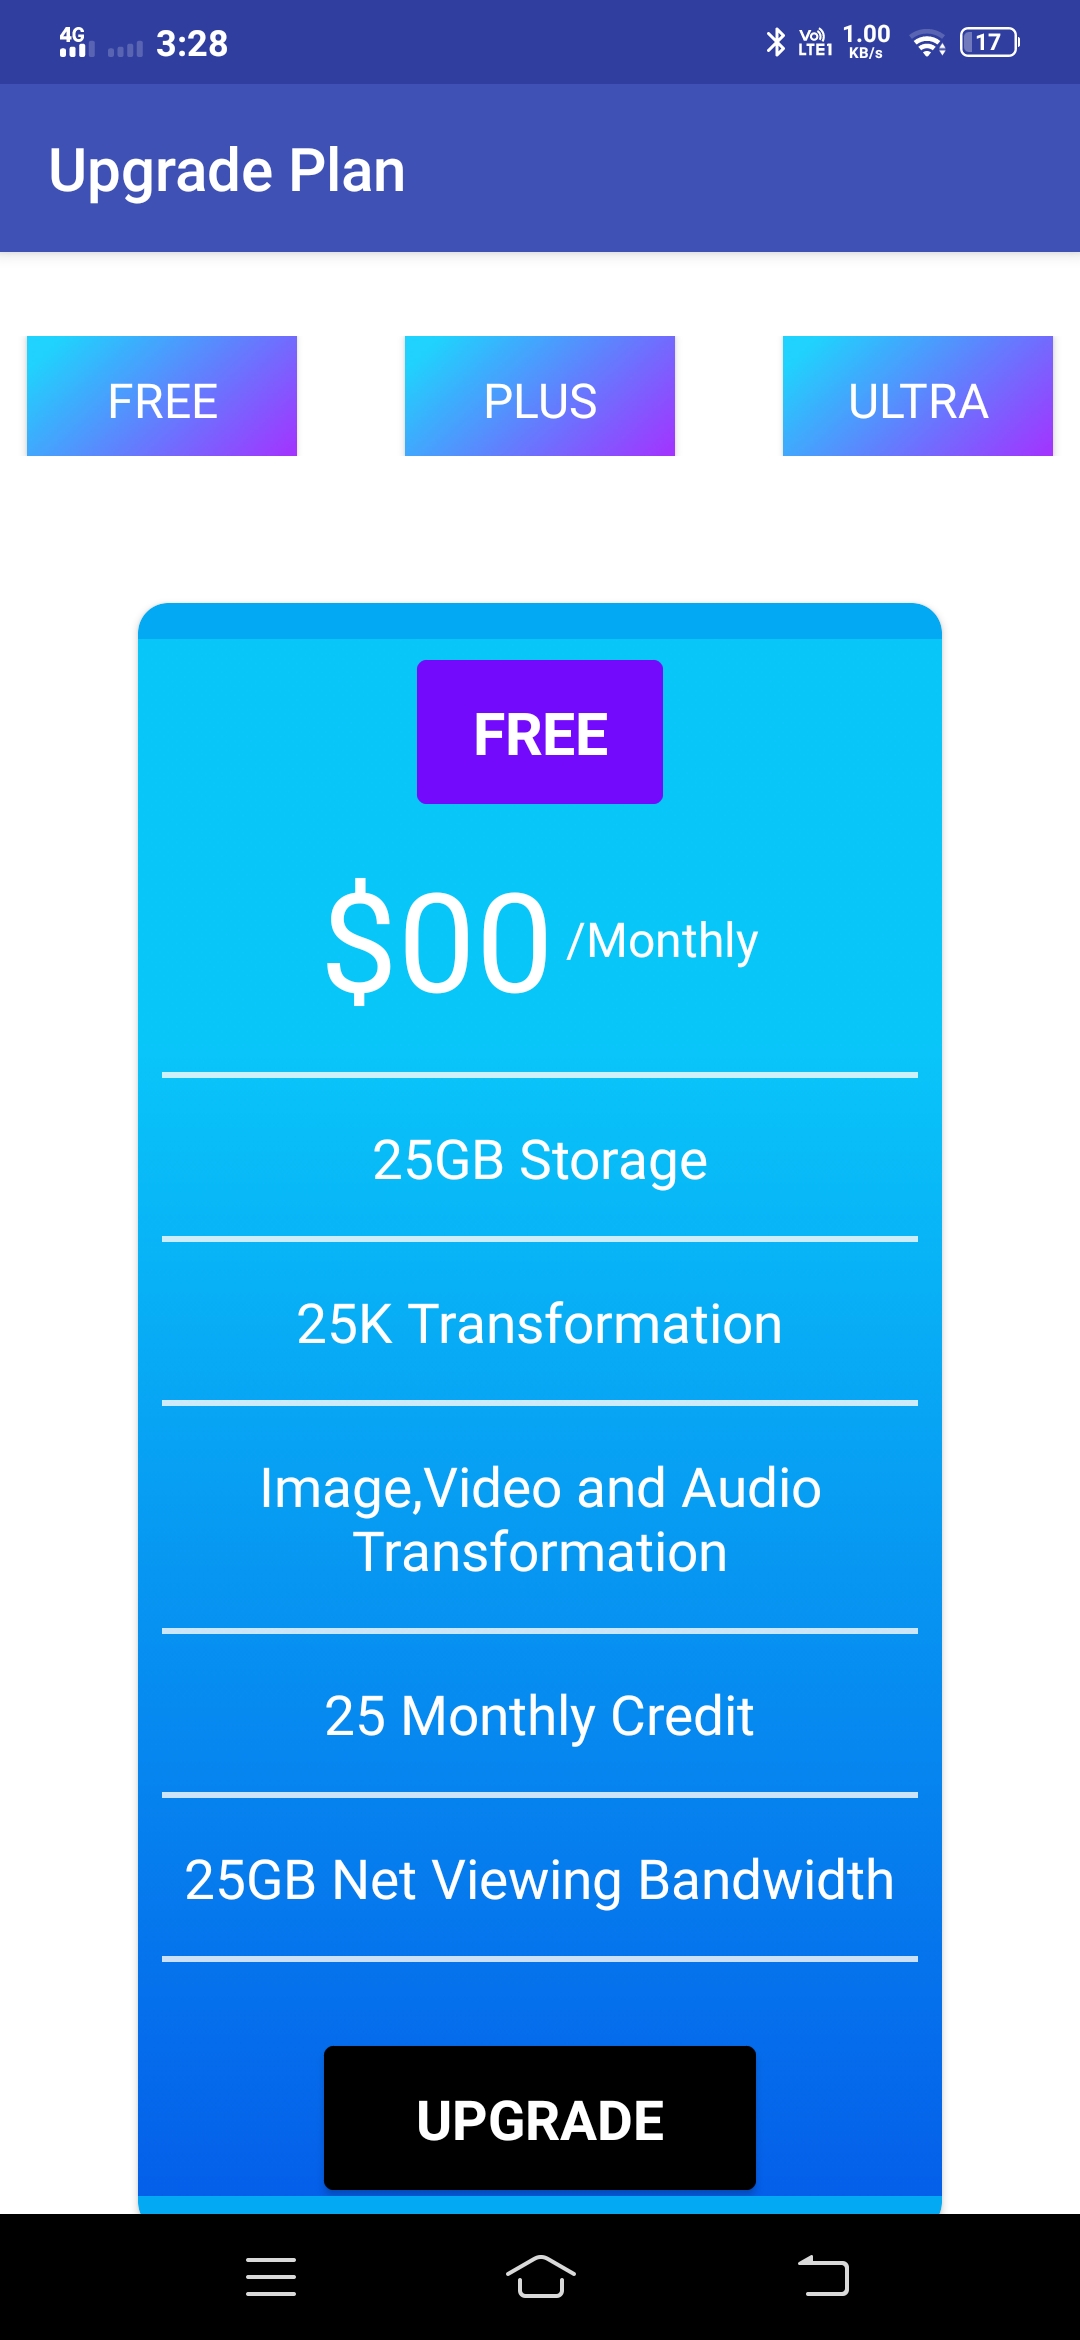 4G 3:28 Vo)) LTE1 1.00 KB/s 17
Upgrade Plan
FREE PLUS ULTRA
FREE
$00 /Monthly
25GB Storage
25K Transformation
Image,Video and Audio
Transformation
25 Monthly Credit
25GB Net Viewing Bandwidth
UPGRADE